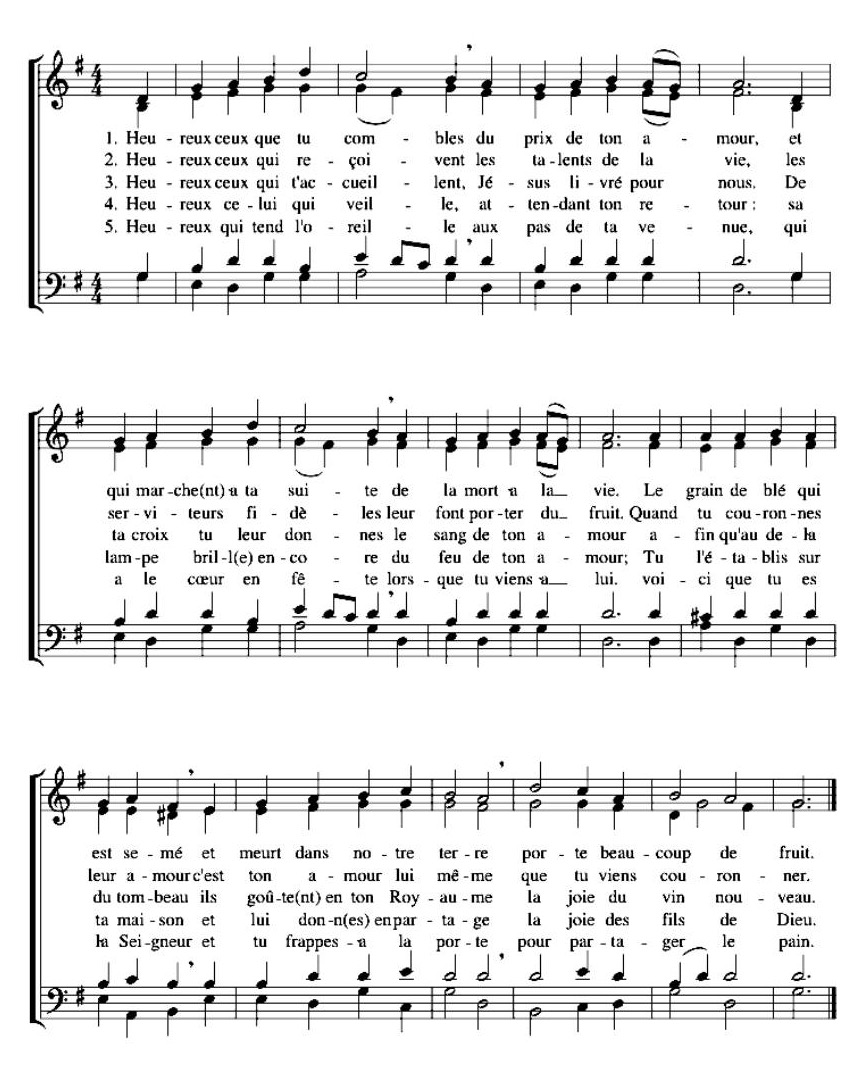 1. Heu - reux ceux que tu com - bles du prix de ton a - mour, et
2. Heu - reux ceux qui re - çoi - vent les ta - lents de la vie, les
3. Heu - reux ceux qui t'ac - cueil - lent, Jé - sus li - vré pour nous. De
4. Heu - reux ce - lui qui veil - le, at - ten - dant ton re - tour : sa
5. Heu - reux qui tend l'o - reil - le aux pas de ta ve - nue, qui
qui mar - che(nt) a ta sui - te de la mort a la vie. Le grain de blé qui
ser - vi - teurs fi - dè - les leur font por - ter du fruit. Quand tu cou - ron - nes
ta croix tu leur don - nes le sang de ton a - mour a - fin qu'au de - la
lam - pe bril - l(e) en - co - re du feu de ton a - mour; Tu l'é - ta - blis sur
a le cœur en fê - te lors - que tu viens a lui. voi - ci que tu es
est se - mé et meurt dans no - tre ter - re por - te beau - coup de fruit.
leur a - mour c'est ton a - mour lui mê - me que tu viens cou - ron - ner.
du tom - beau ils goû - te(nt) en ton Roy - au - me la joie du vin nou - veau.
ta mai - son et lui don - n(es) en par - ta - ge la joie des fils de Dieu.
la Sei - gneur et tu frappes - a la por - te pour par - ta - ger le pain.